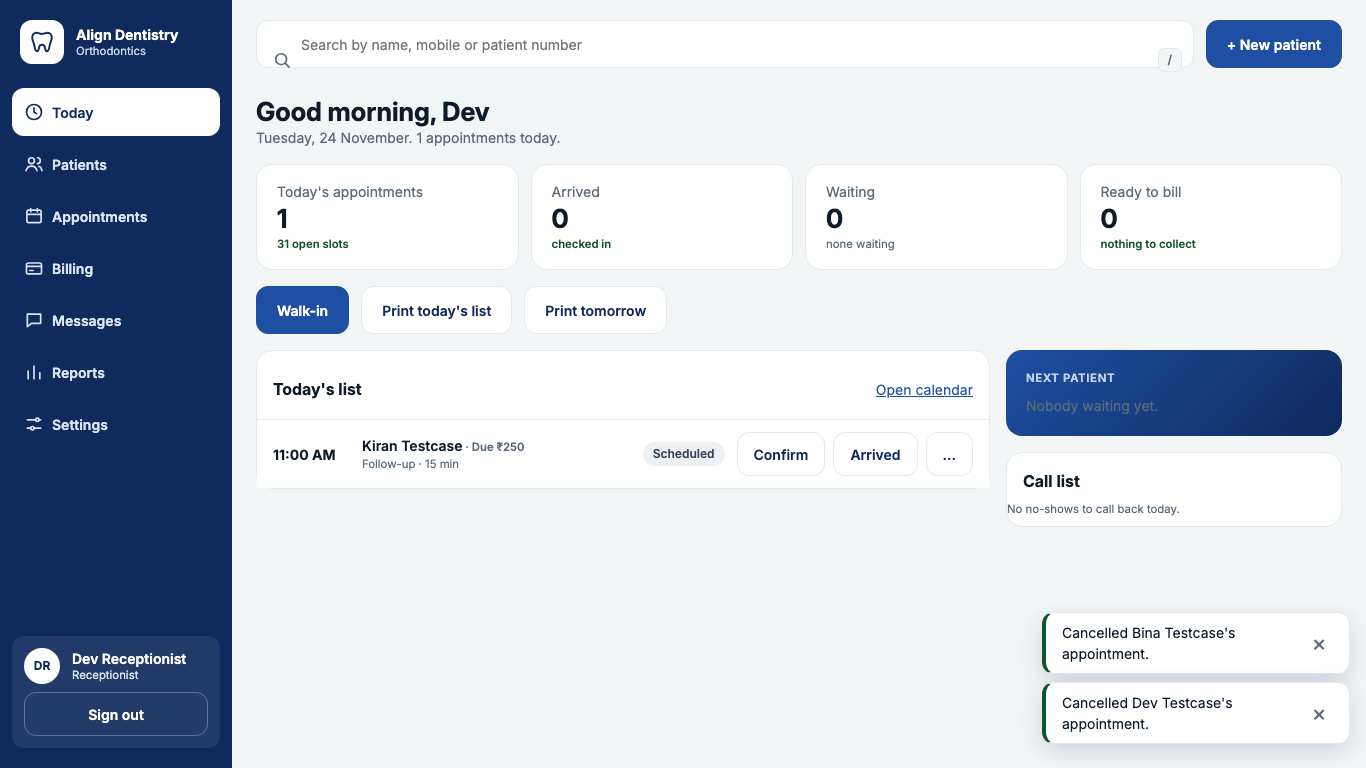 Align Dentistry
Orthodontics
Today
Patients
Appointments
Billing
Messages
Reports
Settings
DR
Dev Receptionist
Receptionist
Sign out
Search by name, mobile or patient number
/
+ New patient
Good morning, Dev
Tuesday, 24 November. 1 appointments today.
Today's appointments
1
31 open slots
Arrived
0
checked in
Waiting
0
none waiting
Ready to bill
0
nothing to collect
Walk-in
Print today's list
Print tomorrow
Today's list
Open calendar
11:00 AM
Kiran Testcase · Due ₹250
Follow-up · 15 min
Scheduled
Confirm
Arrived
...
NEXT PATIENT
Nobody waiting yet.
Call list
No no-shows to call back today.
Cancelled Bina Testcase's
appointment.
Cancelled Dev Testcase's
appointment.